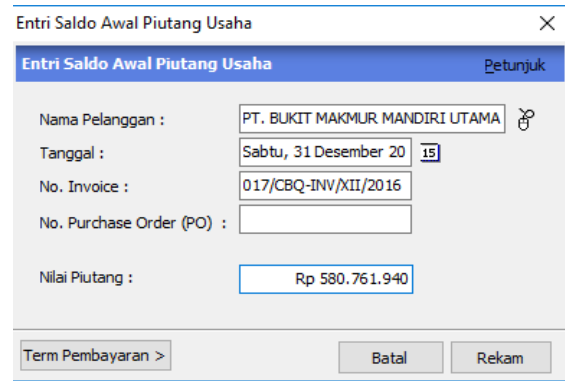 Entri Saldo Awal Piutang Usaha
Entri Saldo Awal Piutang Usaha Petunjuk
Nama Pelanggan : PT. BUKIT MAKMUR MANDIRI UTAMA
Tanggal : Sabtu, 31 Desember 20 15
No. Invoice : 017/CBQ-INV/XII/2016
No. Purchase Order (PO) :
Nilai Piutang : Rp 580.761.940
Term Pembayaran > Batal Rekam